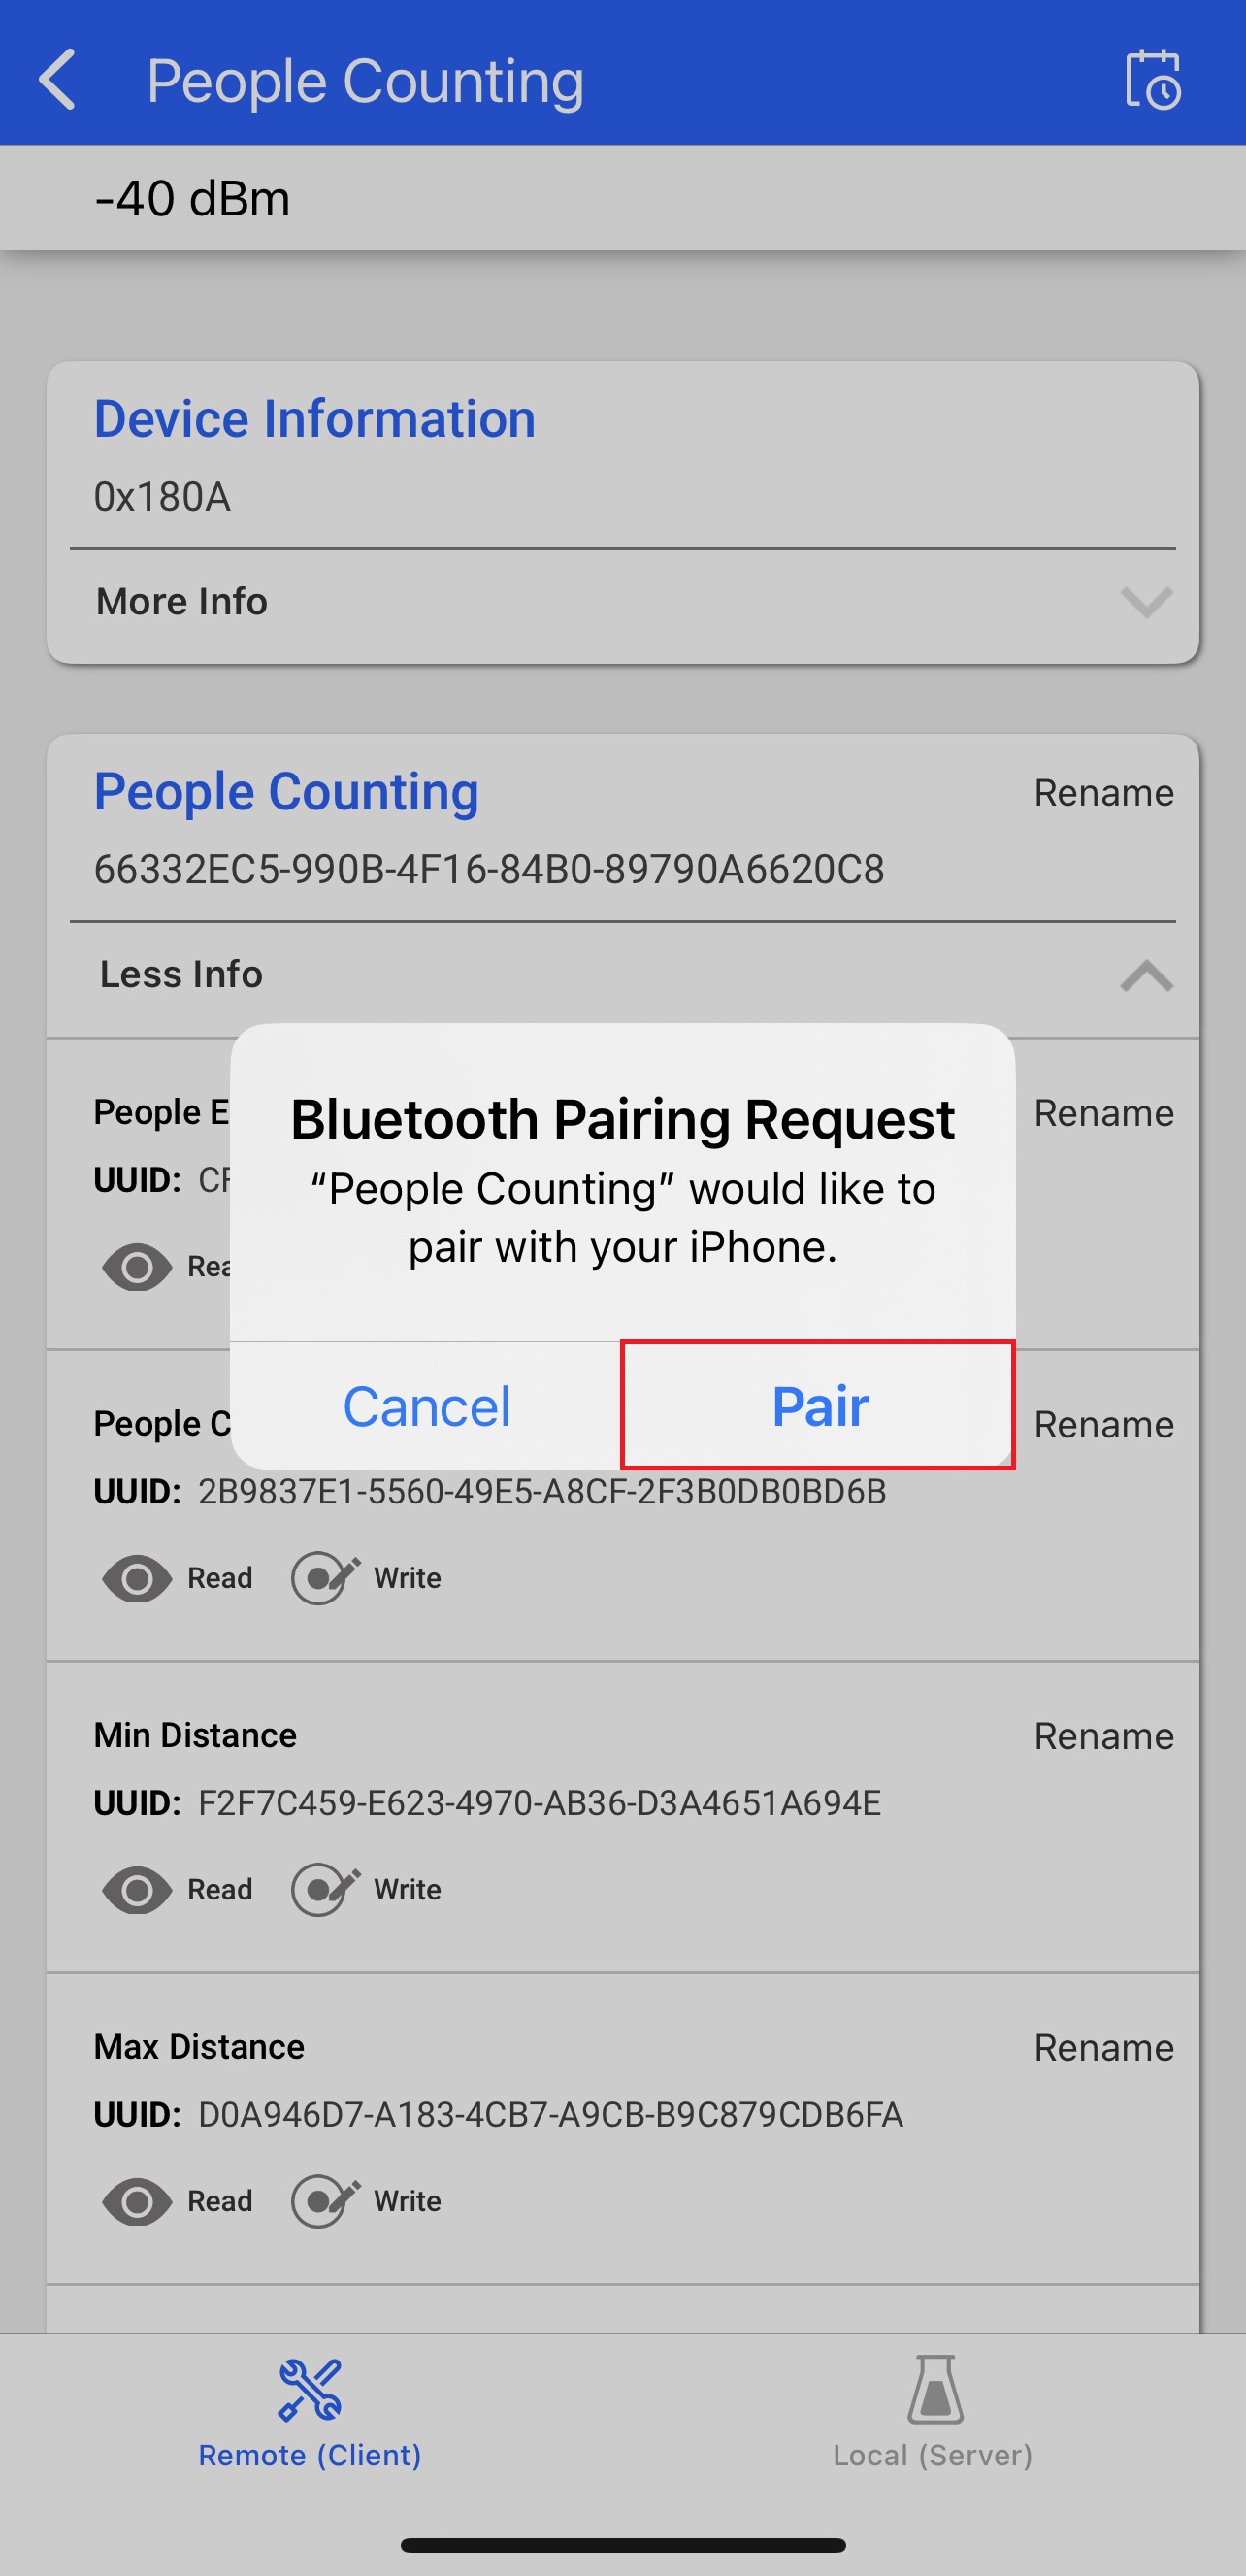 People Counting
-40 dBm
Device Information
0x180A
More Info
People Counting
Rename
66332EC5-990B-4F16-84B0-89790A6620C8
Less Info
People E
Rename
UUID:
Bluetooth Pairing Request
“People Counting” would like to
pair with your iPhone.
Cancel
Pair
People C
Rename
UUID: 2B9837E1-5560-49E5-A8CF-2F3B0DB0BD6B
Read
Write
Min Distance
Rename
UUID: F2F7C459-E623-4970-AB36-D3A4651A694E
Read
Write
Max Distance
Rename
UUID: D0A946D7-A183-4CB7-A9CB-B9C879CDB6FA
Read
Write
Remote (Client)
Local (Server)